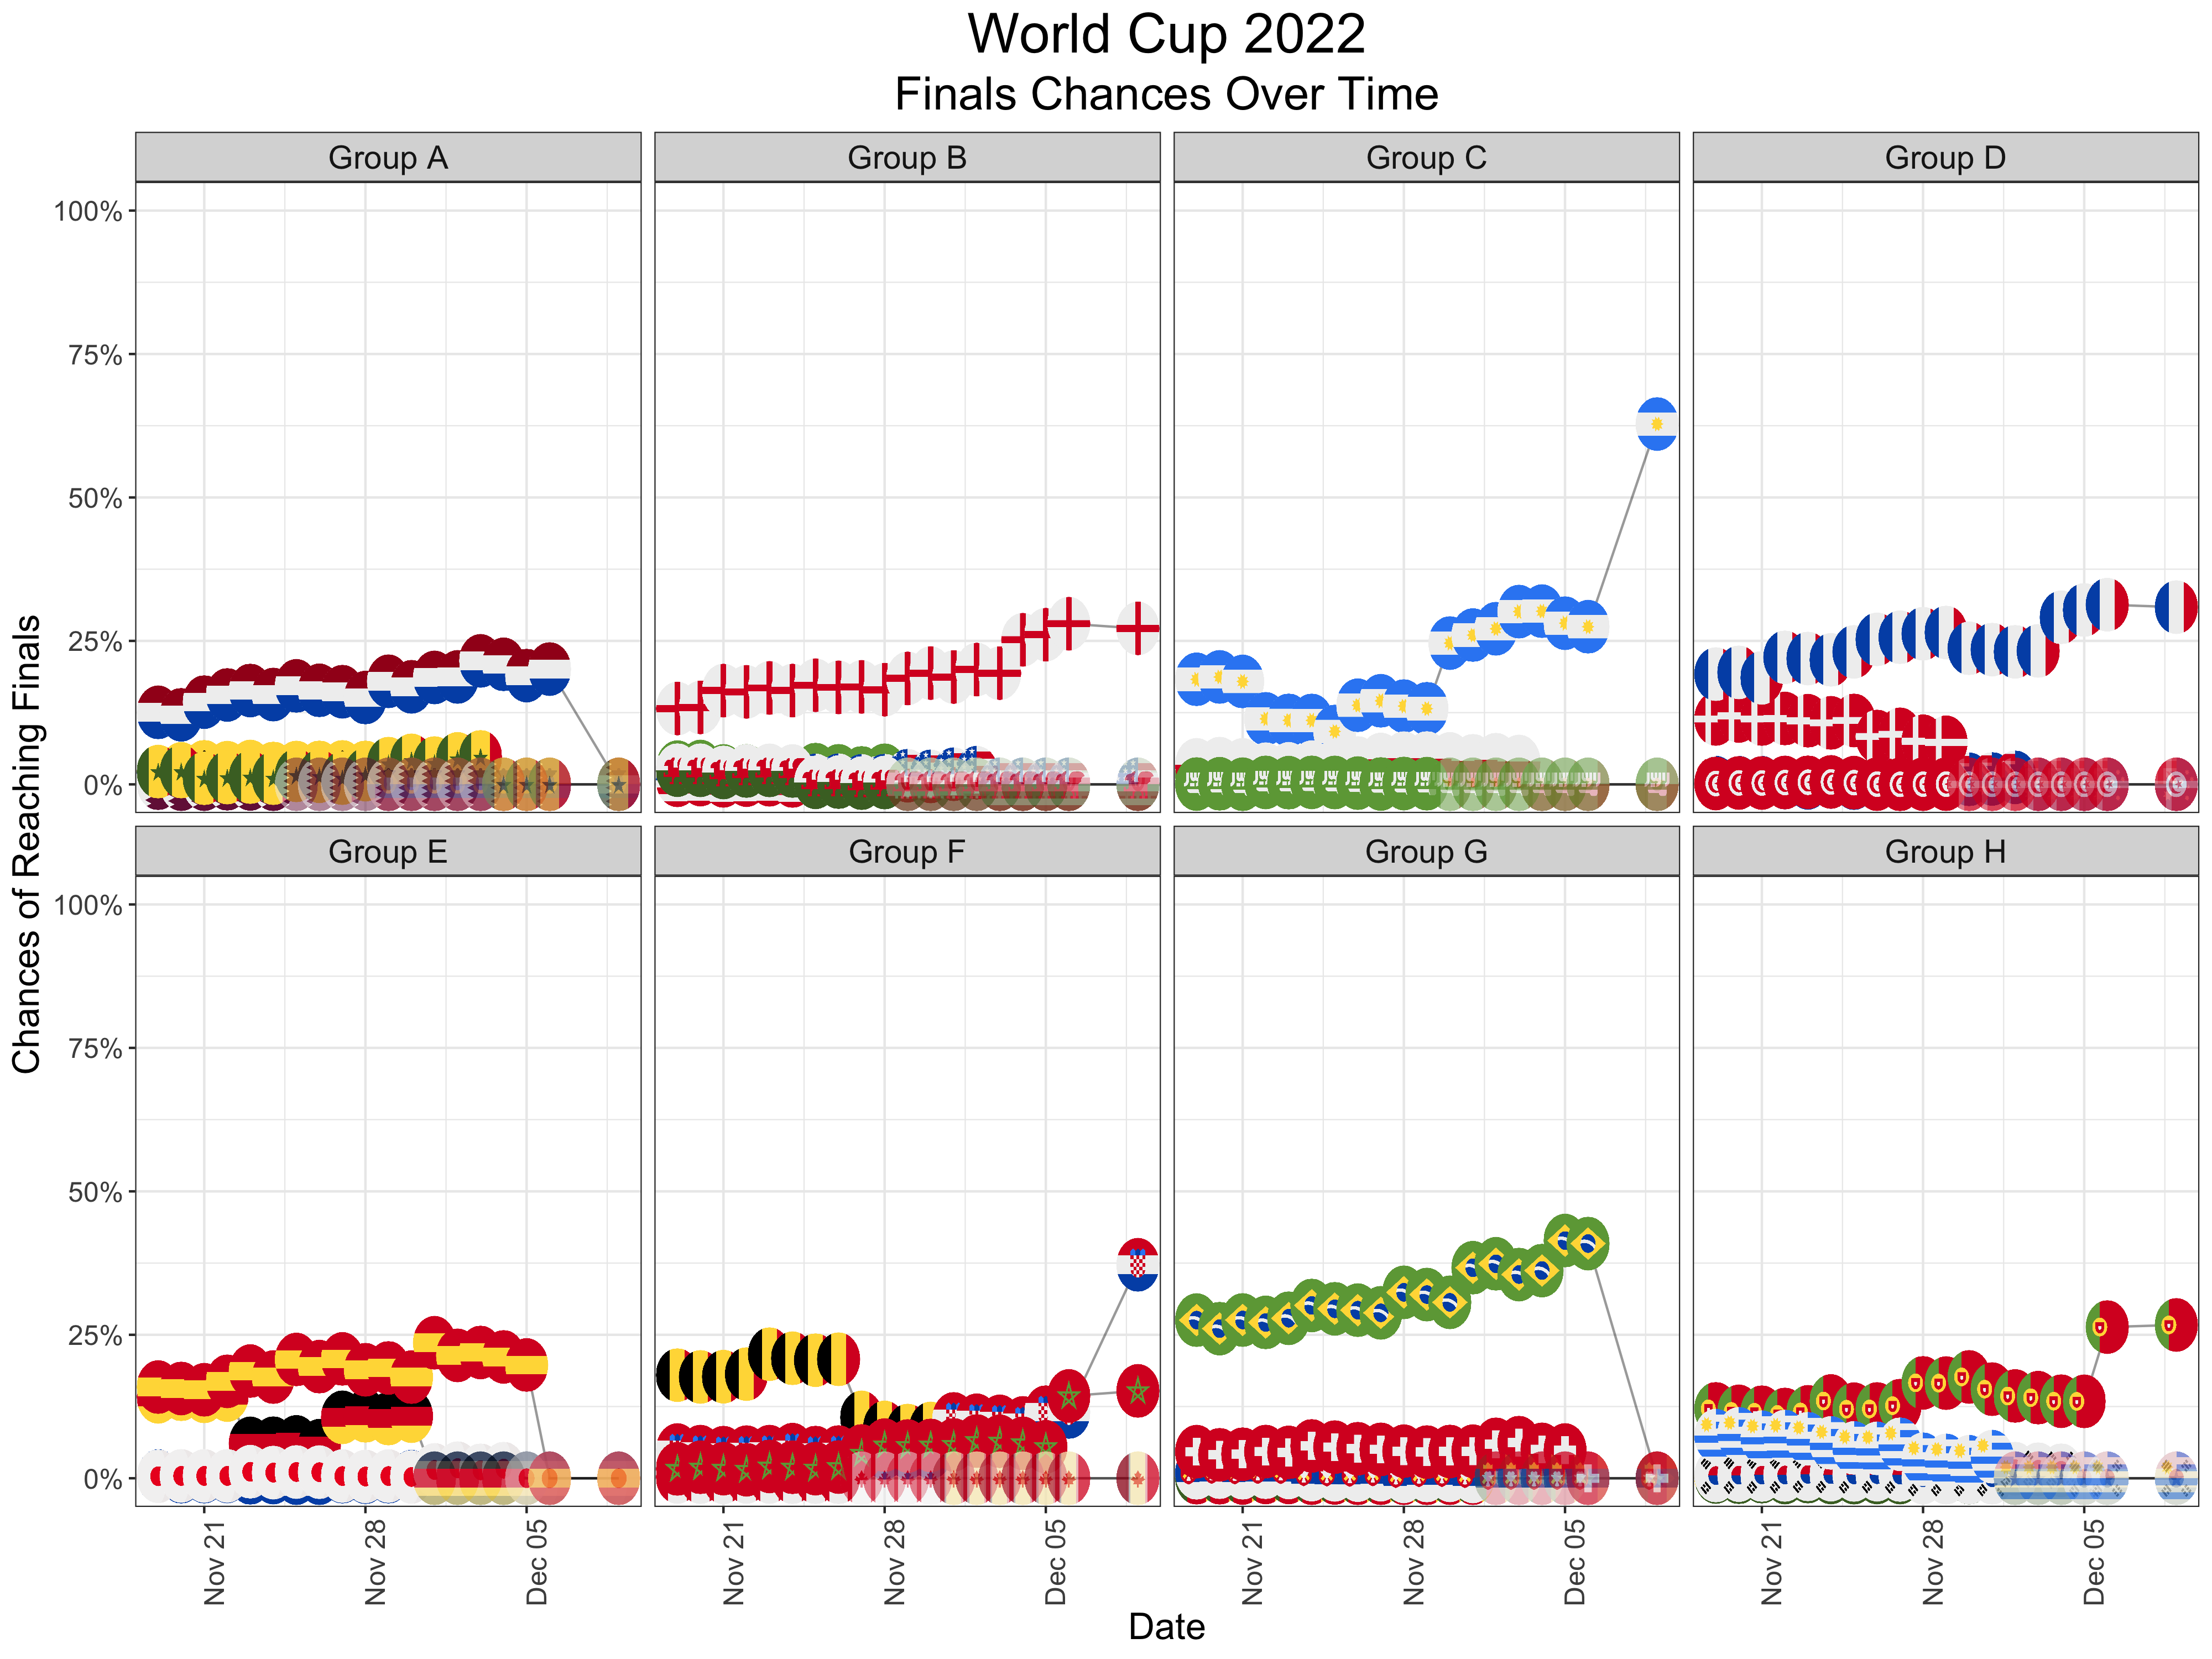 World Cup 2022
Finals Chances Over Time
Group A
Group B
Group C
Group D
100%
75%
50%
25%
0%
Group E
Group F
Group G
Group H
100%
75%
50%
25%
0%
Nov 21
Nov 28
Dec 05
Nov 21
Nov 28
Dec 05
Nov 21
Nov 28
Dec 05
Nov 21
Nov 28
Dec 05
Chances of Reaching Finals
Date